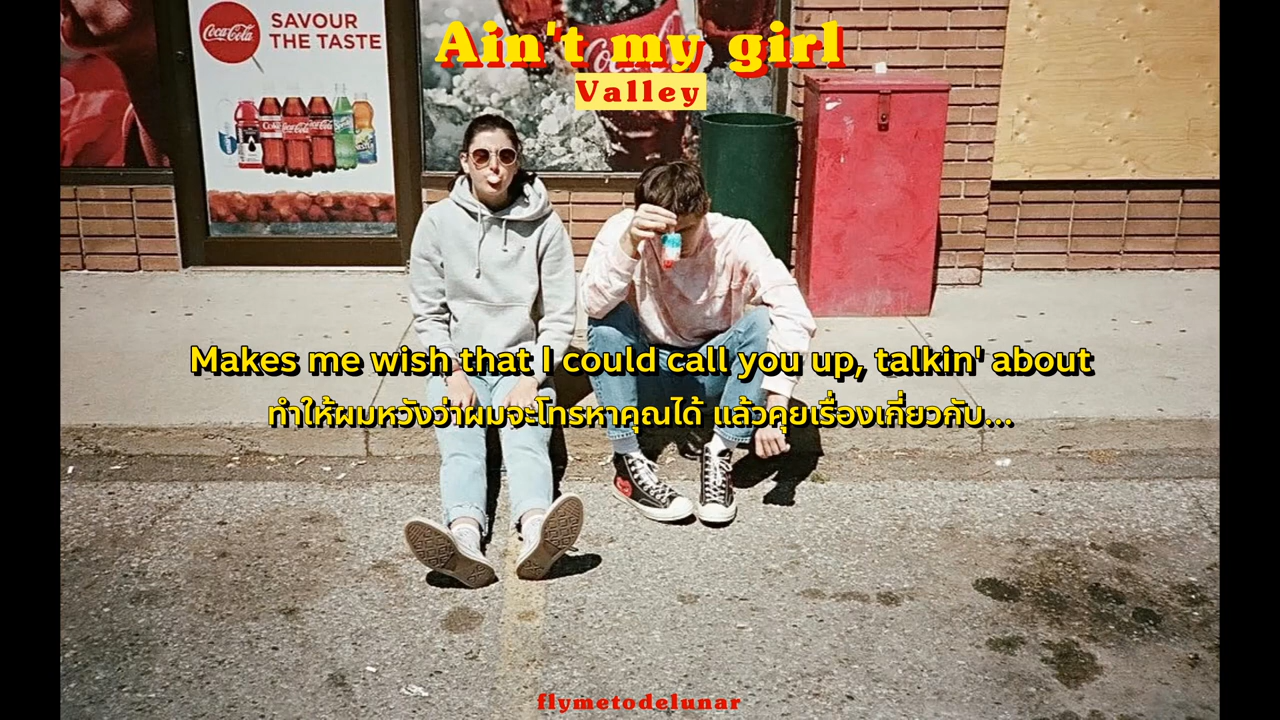 Ain't my girl
Valley
Coca-Cola
SAVOUR
THE TASTE
Makes me wish that I could call you up, talkin' about
ทำให้ผมหวังว่าผมจะโทรหาคุณได้ แล้วคุยเรื่องเกี่ยวกับ...
flymetodelunar